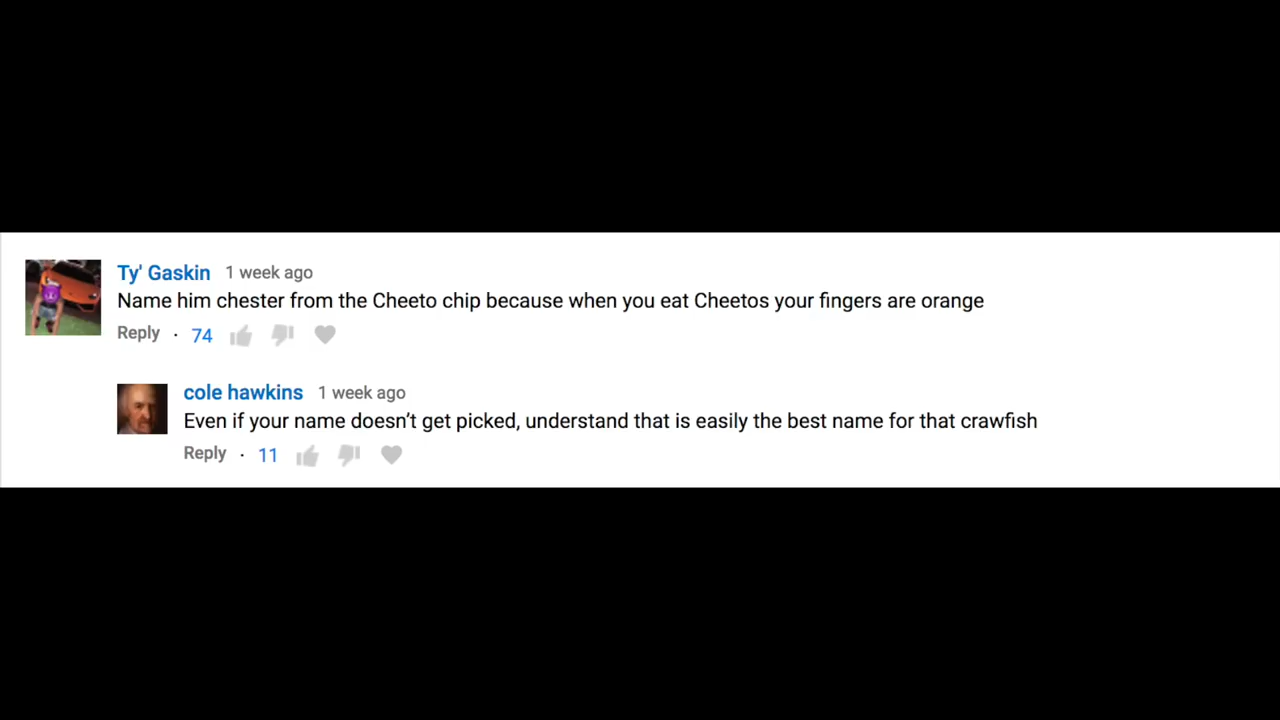 Ty' Gaskin 1 week ago
Name him chester from the Cheeto chip because when you eat Cheetos your fingers are orange
Reply · 74
cole hawkins 1 week ago
Even if your name doesn’t get picked, understand that is easily the best name for that crawfish
Reply · 11